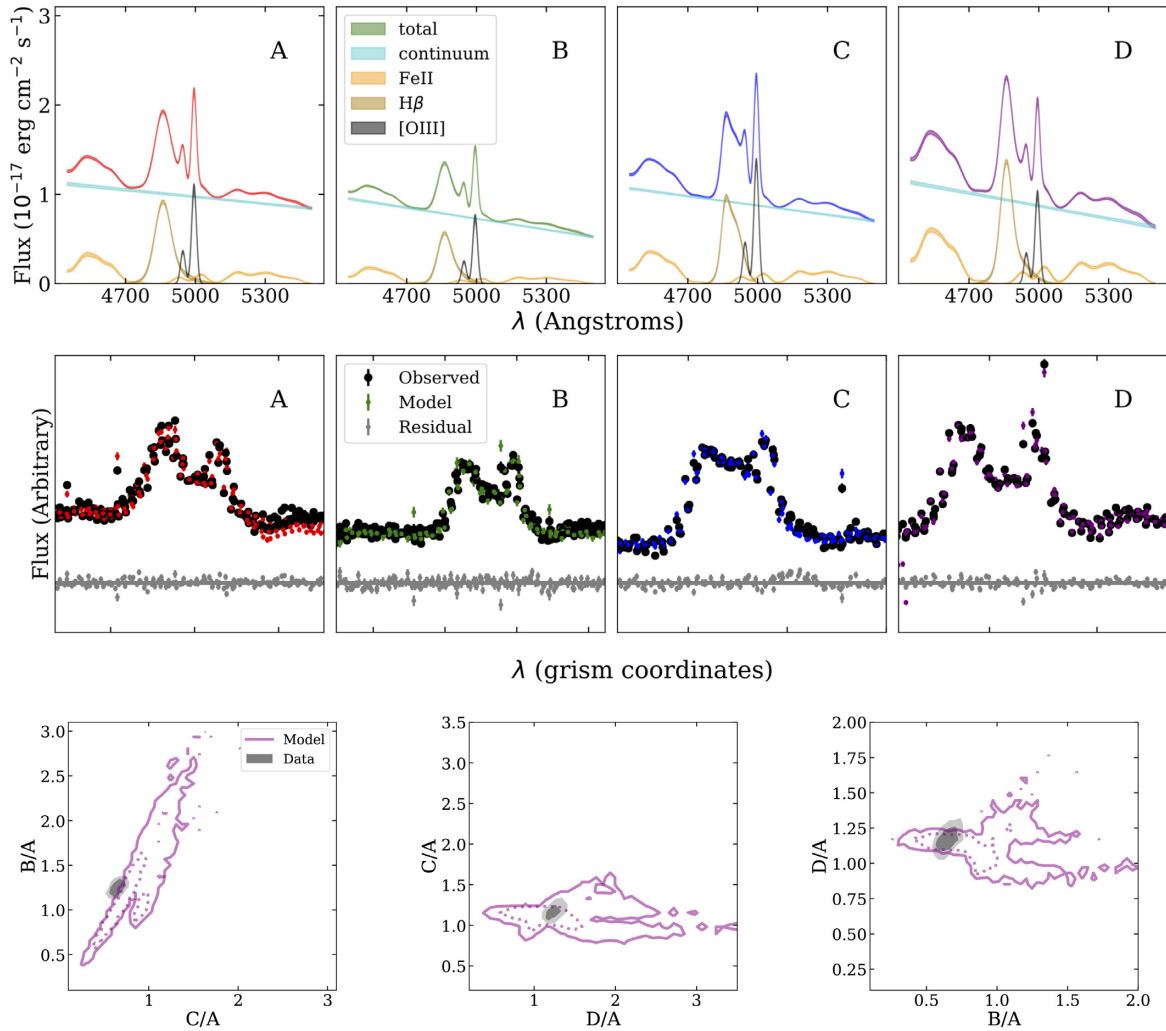 A
B
C
D
total
continuum
FeII
Hβ
[OIII]
3
2
1
0
Flux (10⁻¹⁷ erg cm⁻² s⁻¹)
4700 5000 5300
4700 5000 5300
4700 5000 5300
4700 5000 5300
λ (Angstroms)
A
B
C
D
Observed
Model
Residual
Flux (Arbitrary)
λ (grism coordinates)
3.0
2.5
2.0
1.5
1.0
0.5
B/A
Model
Data
1 2 3
C/A
3.5
3.0
2.5
2.0
1.5
1.0
0.5
C/A
1 2 3
D/A
2.00
1.75
1.50
1.25
1.00
0.75
0.50
0.25
D/A
0.5 1.0 1.5 2.0
B/A